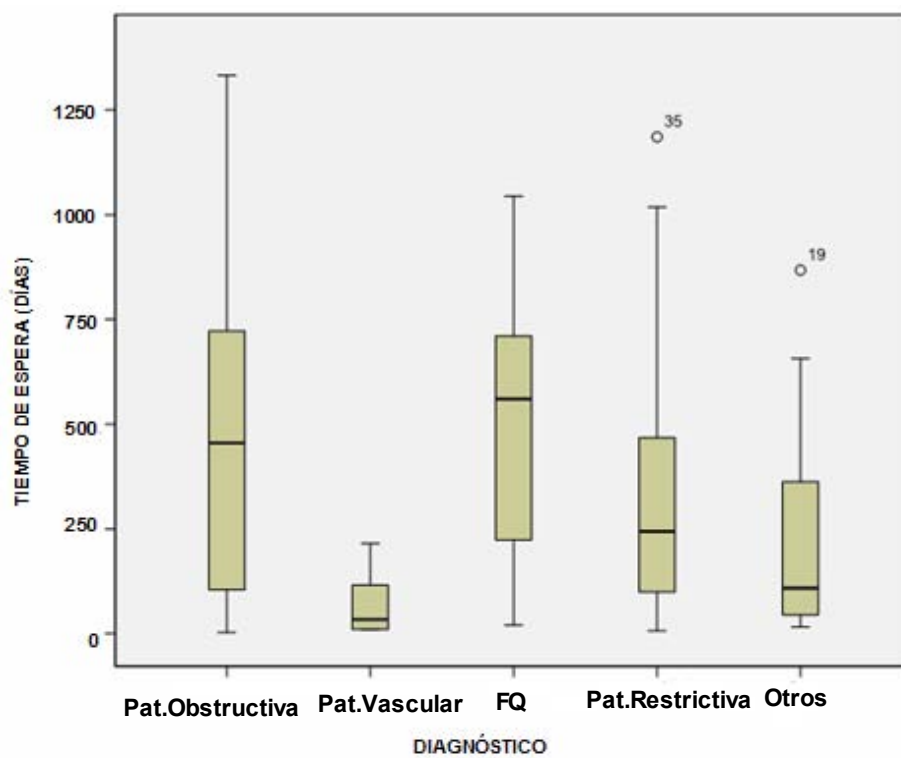 1250
35
1000
19
750
500
250
0
TIEMPO DE ESPERA (DÍAS)
Pat.Obstructiva Pat.Vascular FQ Pat.Restrictiva Otros
DIAGNÓSTICO